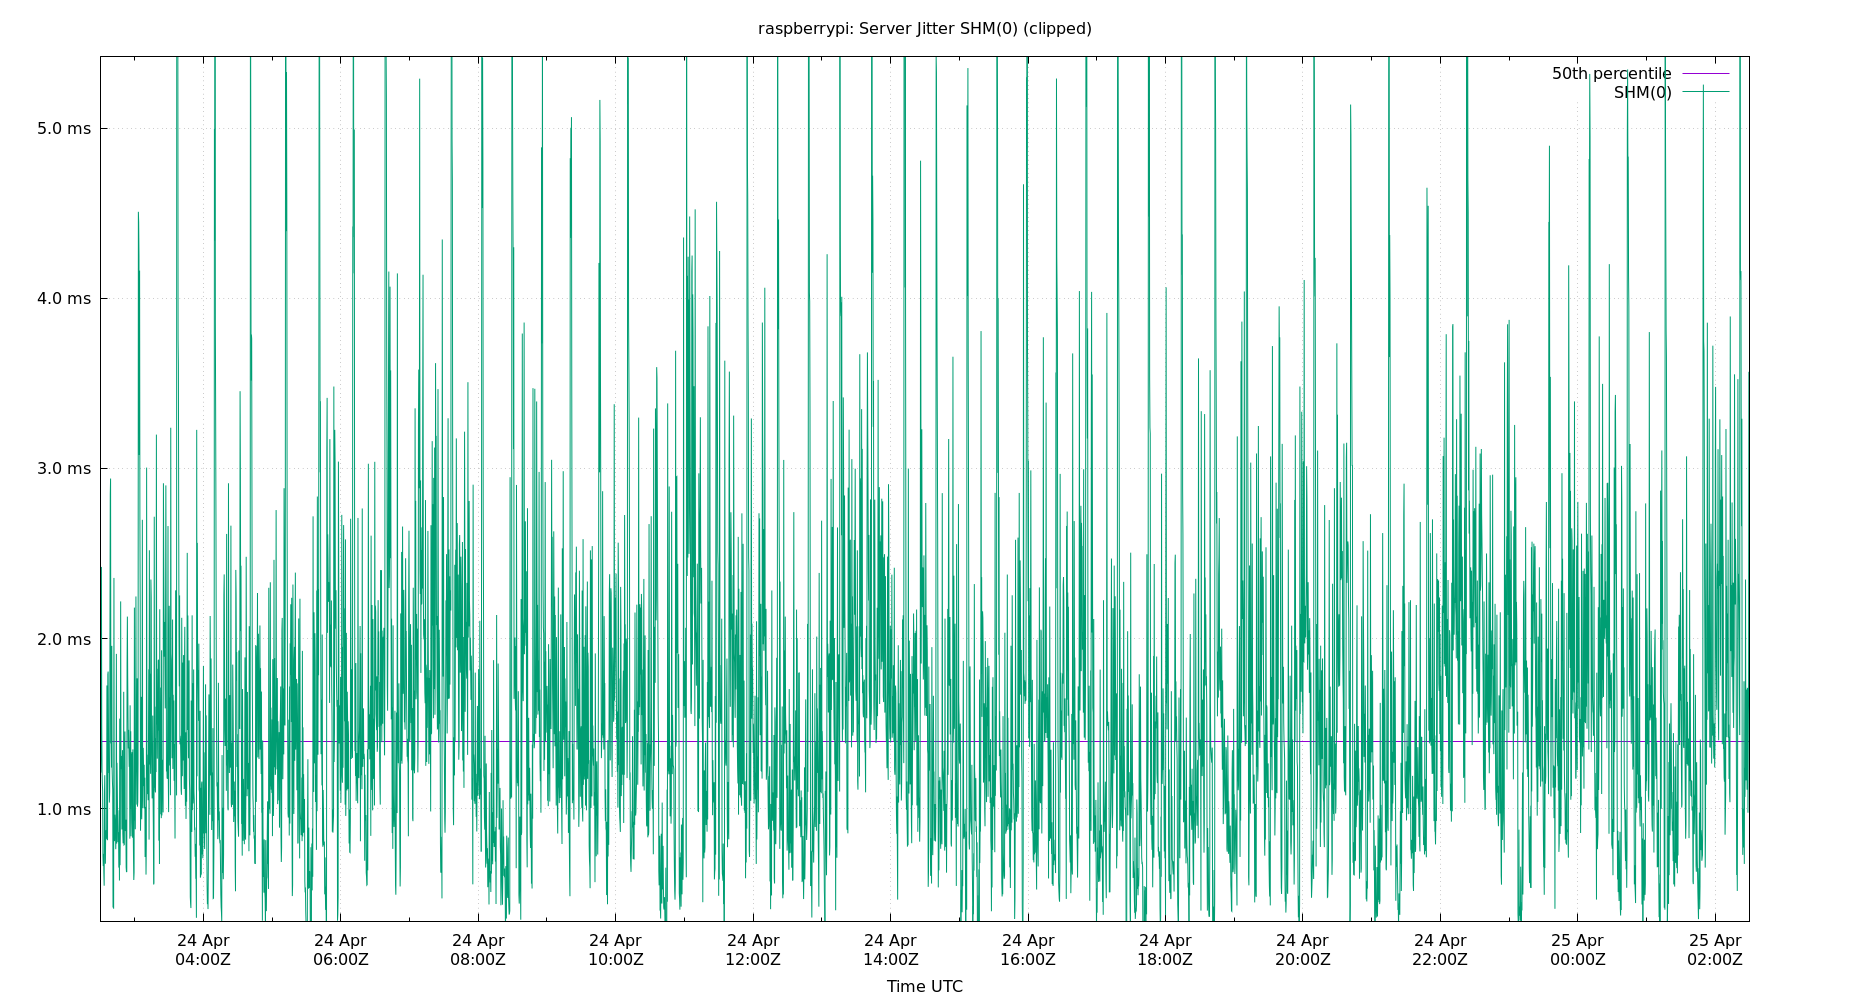 raspberrypi: Server Jitter SHM(0) (clipped)
50th percentile
SHM(0)
5.0 ms
4.0 ms
3.0 ms
2.0 ms
1.0 ms
24 Apr 24 Apr 24 Apr 24 Apr 24 Apr 24 Apr 24 Apr 24 Apr 24 Apr 24 Apr 25 Apr 25 Apr
04:00Z 06:00Z 08:00Z 10:00Z 12:00Z 14:00Z 16:00Z 18:00Z 20:00Z 22:00Z 00:00Z 02:00Z
Time UTC